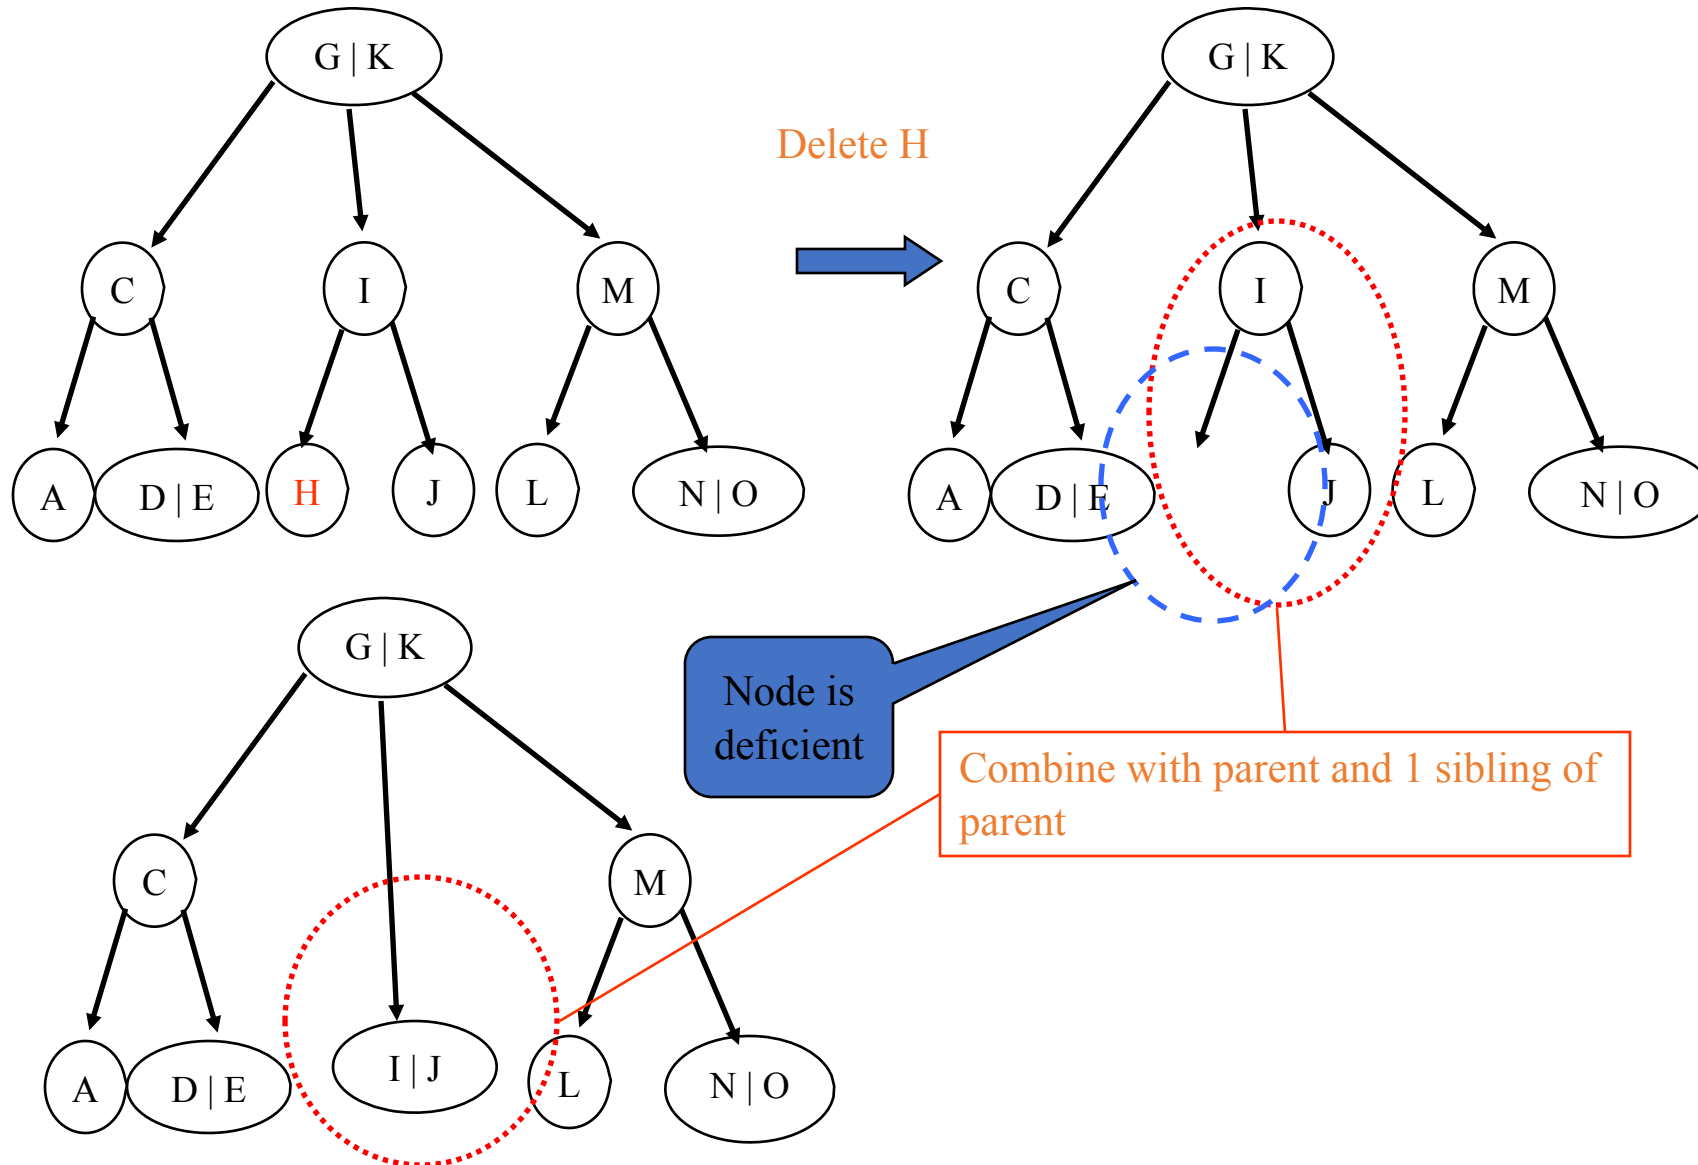 G | K
G | K
Delete H
C
I
M
C
I
M
A
D | E
H
J
L
N | O
A
D | E
J
L
N | O
G | K
Node is
deficient
Combine with parent and 1 sibling of
parent
C
M
A
D | E
I | J
L
N | O